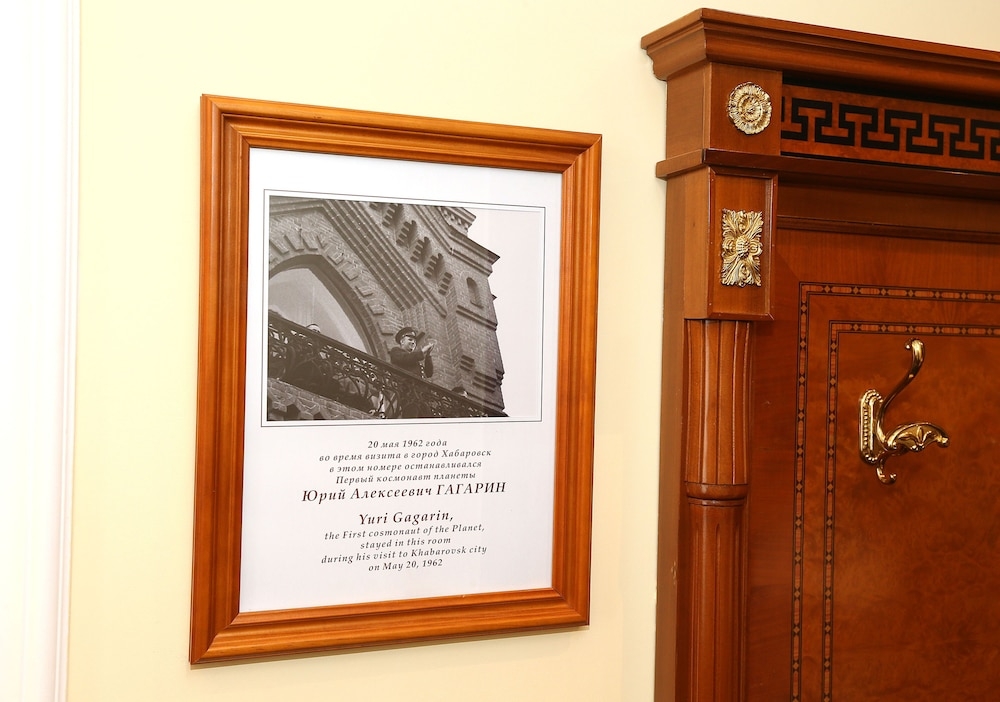 20 мая 1962 года
во время визита в город Хабаровск
в этом номере останавливался
Первый космонавт планеты
Юрий Алексеевич ГАГАРИН
Yuri Gagarin,
the First cosmonaut of the Planet,
stayed in this room
during his visit to Khabarovsk city
on May 20, 1962